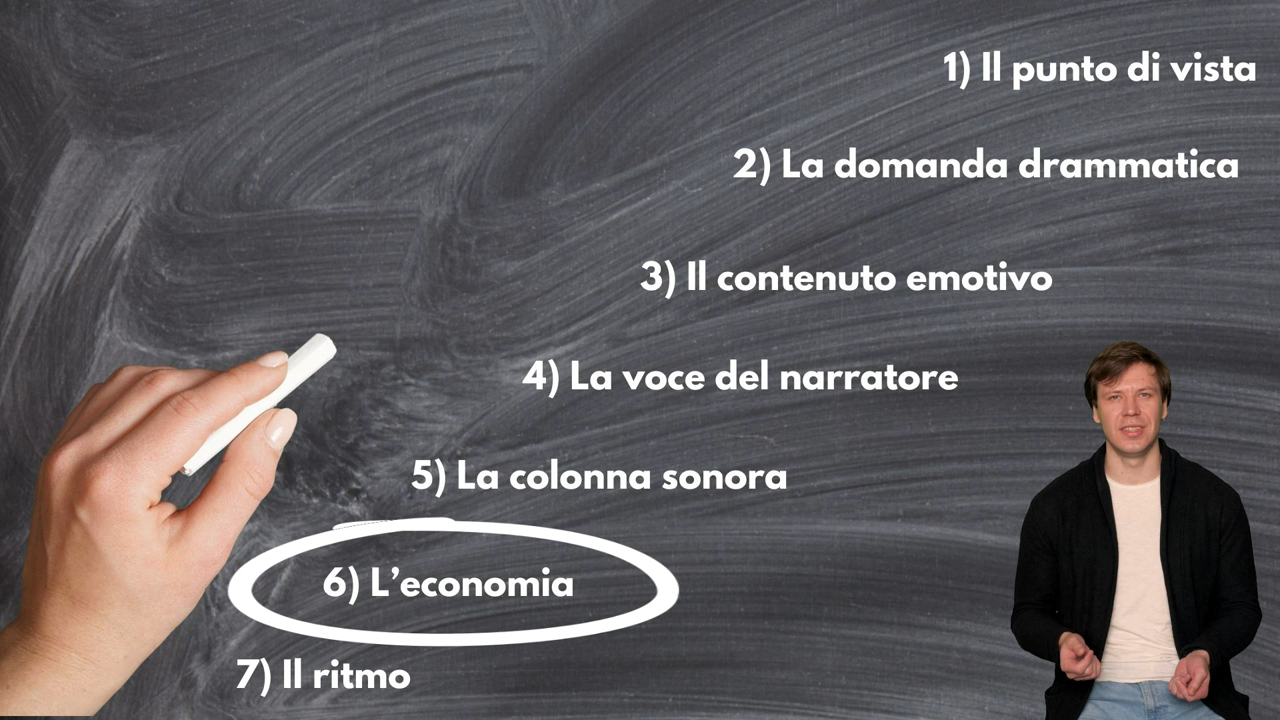 1) Il punto di vista
2) La domanda drammatica
3) Il contenuto emotivo
4) La voce del narratore
5) La colonna sonora
6) L’economia
7) Il ritmo